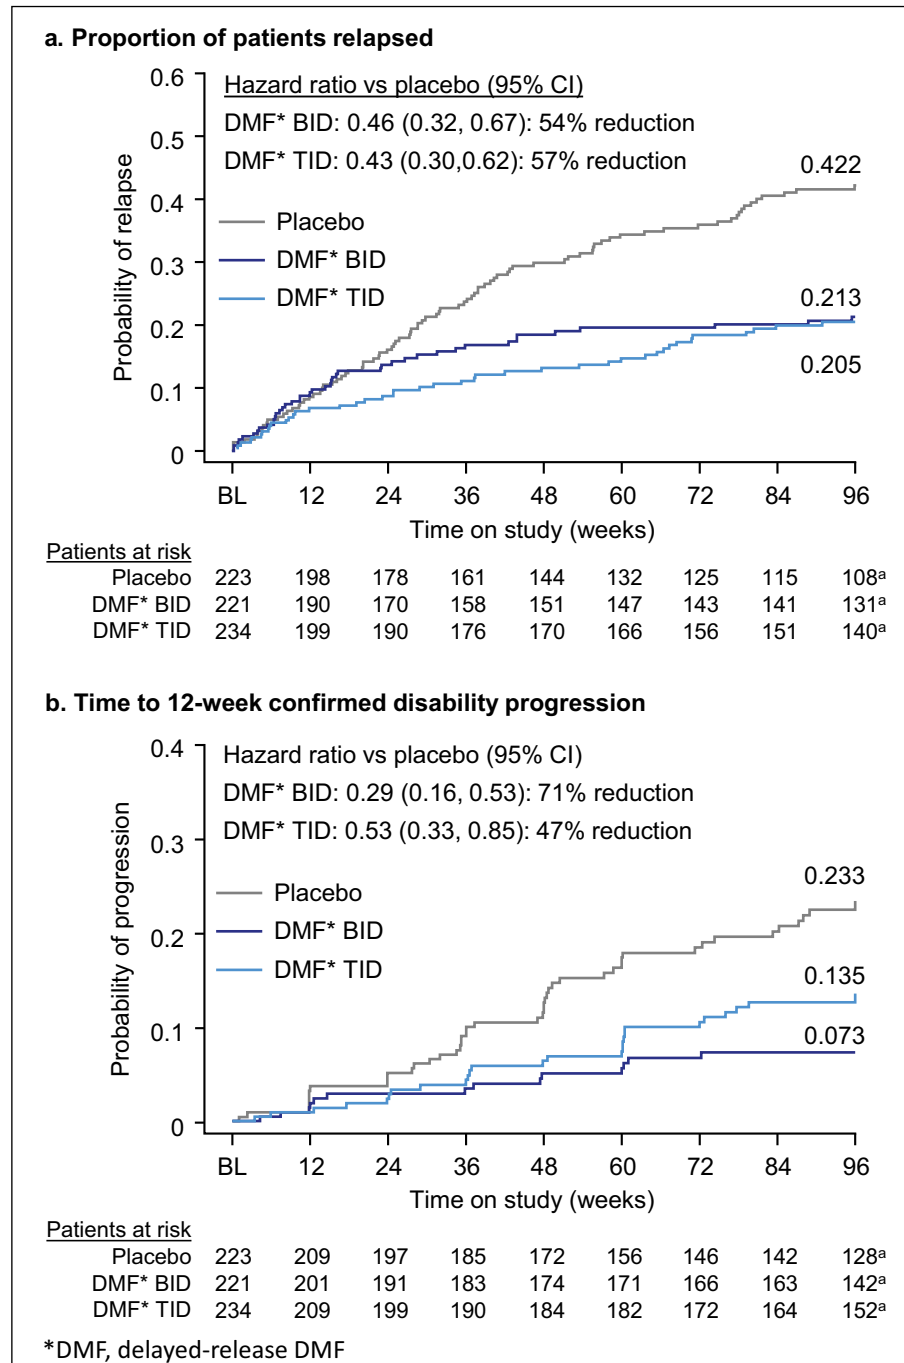 a. Proportion of patients relapsed
0.6
0.5
0.4
0.3
0.2
0.1
0
Probability of relapse
Hazard ratio vs placebo (95% CI)
DMF* BID: 0.46 (0.32, 0.67): 54% reduction
DMF* TID: 0.43 (0.30,0.62): 57% reduction
Placebo
DMF* BID
DMF* TID
0.422
0.213
0.205
BL 12 24 36 48 60 72 84 96
Time on study (weeks)
Patients at risk
Placebo 223 198 178 161 144 132 125 115 108ᵃ
DMF* BID 221 190 170 158 151 147 143 141 131ᵃ
DMF* TID 234 199 190 176 170 166 156 151 140ᵃ
b. Time to 12-week confirmed disability progression
0.4
0.3
0.2
0.1
0
Probability of progression
Hazard ratio vs placebo (95% CI)
DMF* BID: 0.29 (0.16, 0.53): 71% reduction
DMF* TID: 0.53 (0.33, 0.85): 47% reduction
Placebo
DMF* BID
DMF* TID
0.233
0.135
0.073
BL 12 24 36 48 60 72 84 96
Time on study (weeks)
Patients at risk
Placebo 223 209 197 185 172 156 146 142 128ᵃ
DMF* BID 221 201 191 183 174 171 166 163 142ᵃ
DMF* TID 234 209 199 190 184 182 172 164 152ᵃ
*DMF, delayed-release DMF